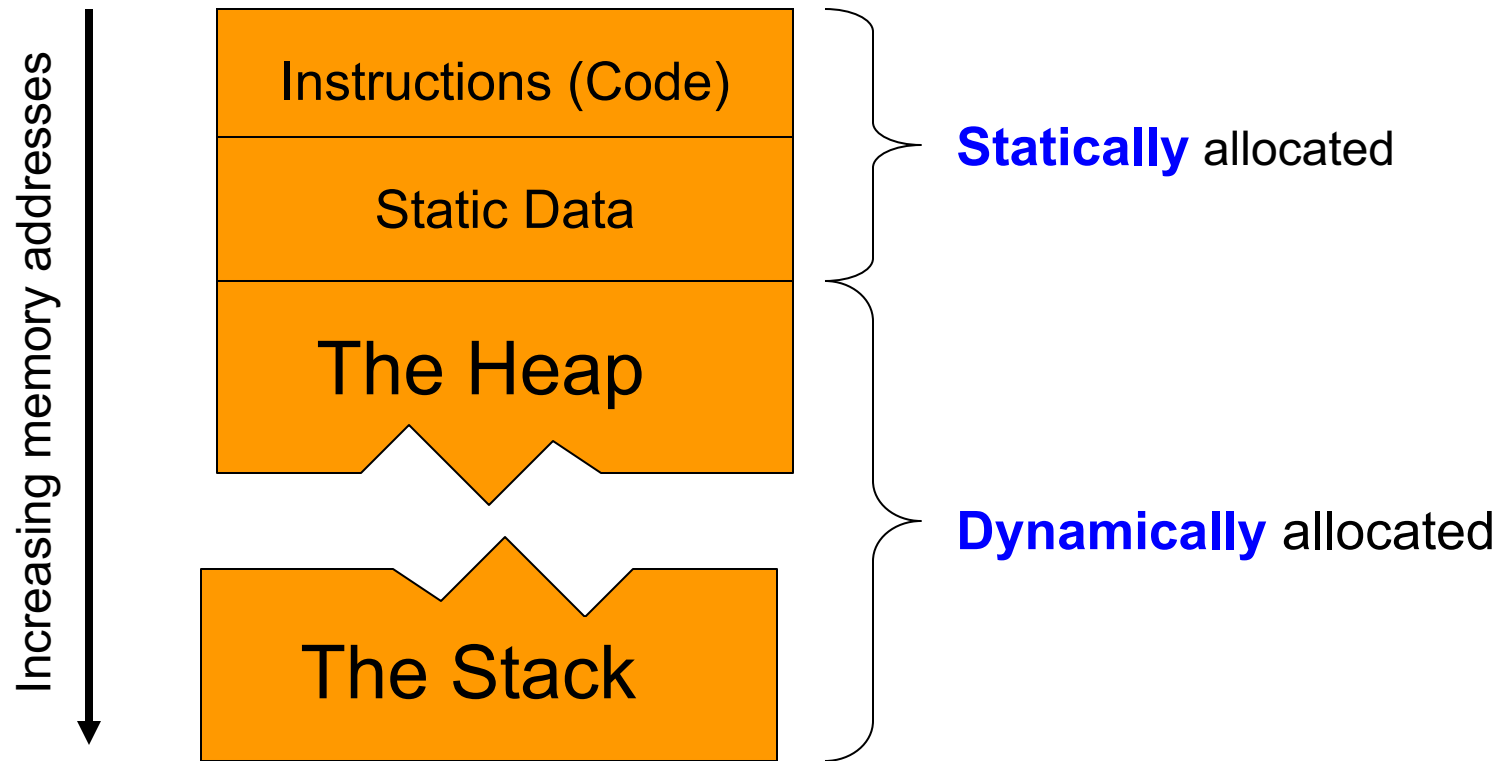 Increasing memory addresses
Instructions (Code)
Static Data
The Heap
The Stack
Statically allocated
Dynamically allocated